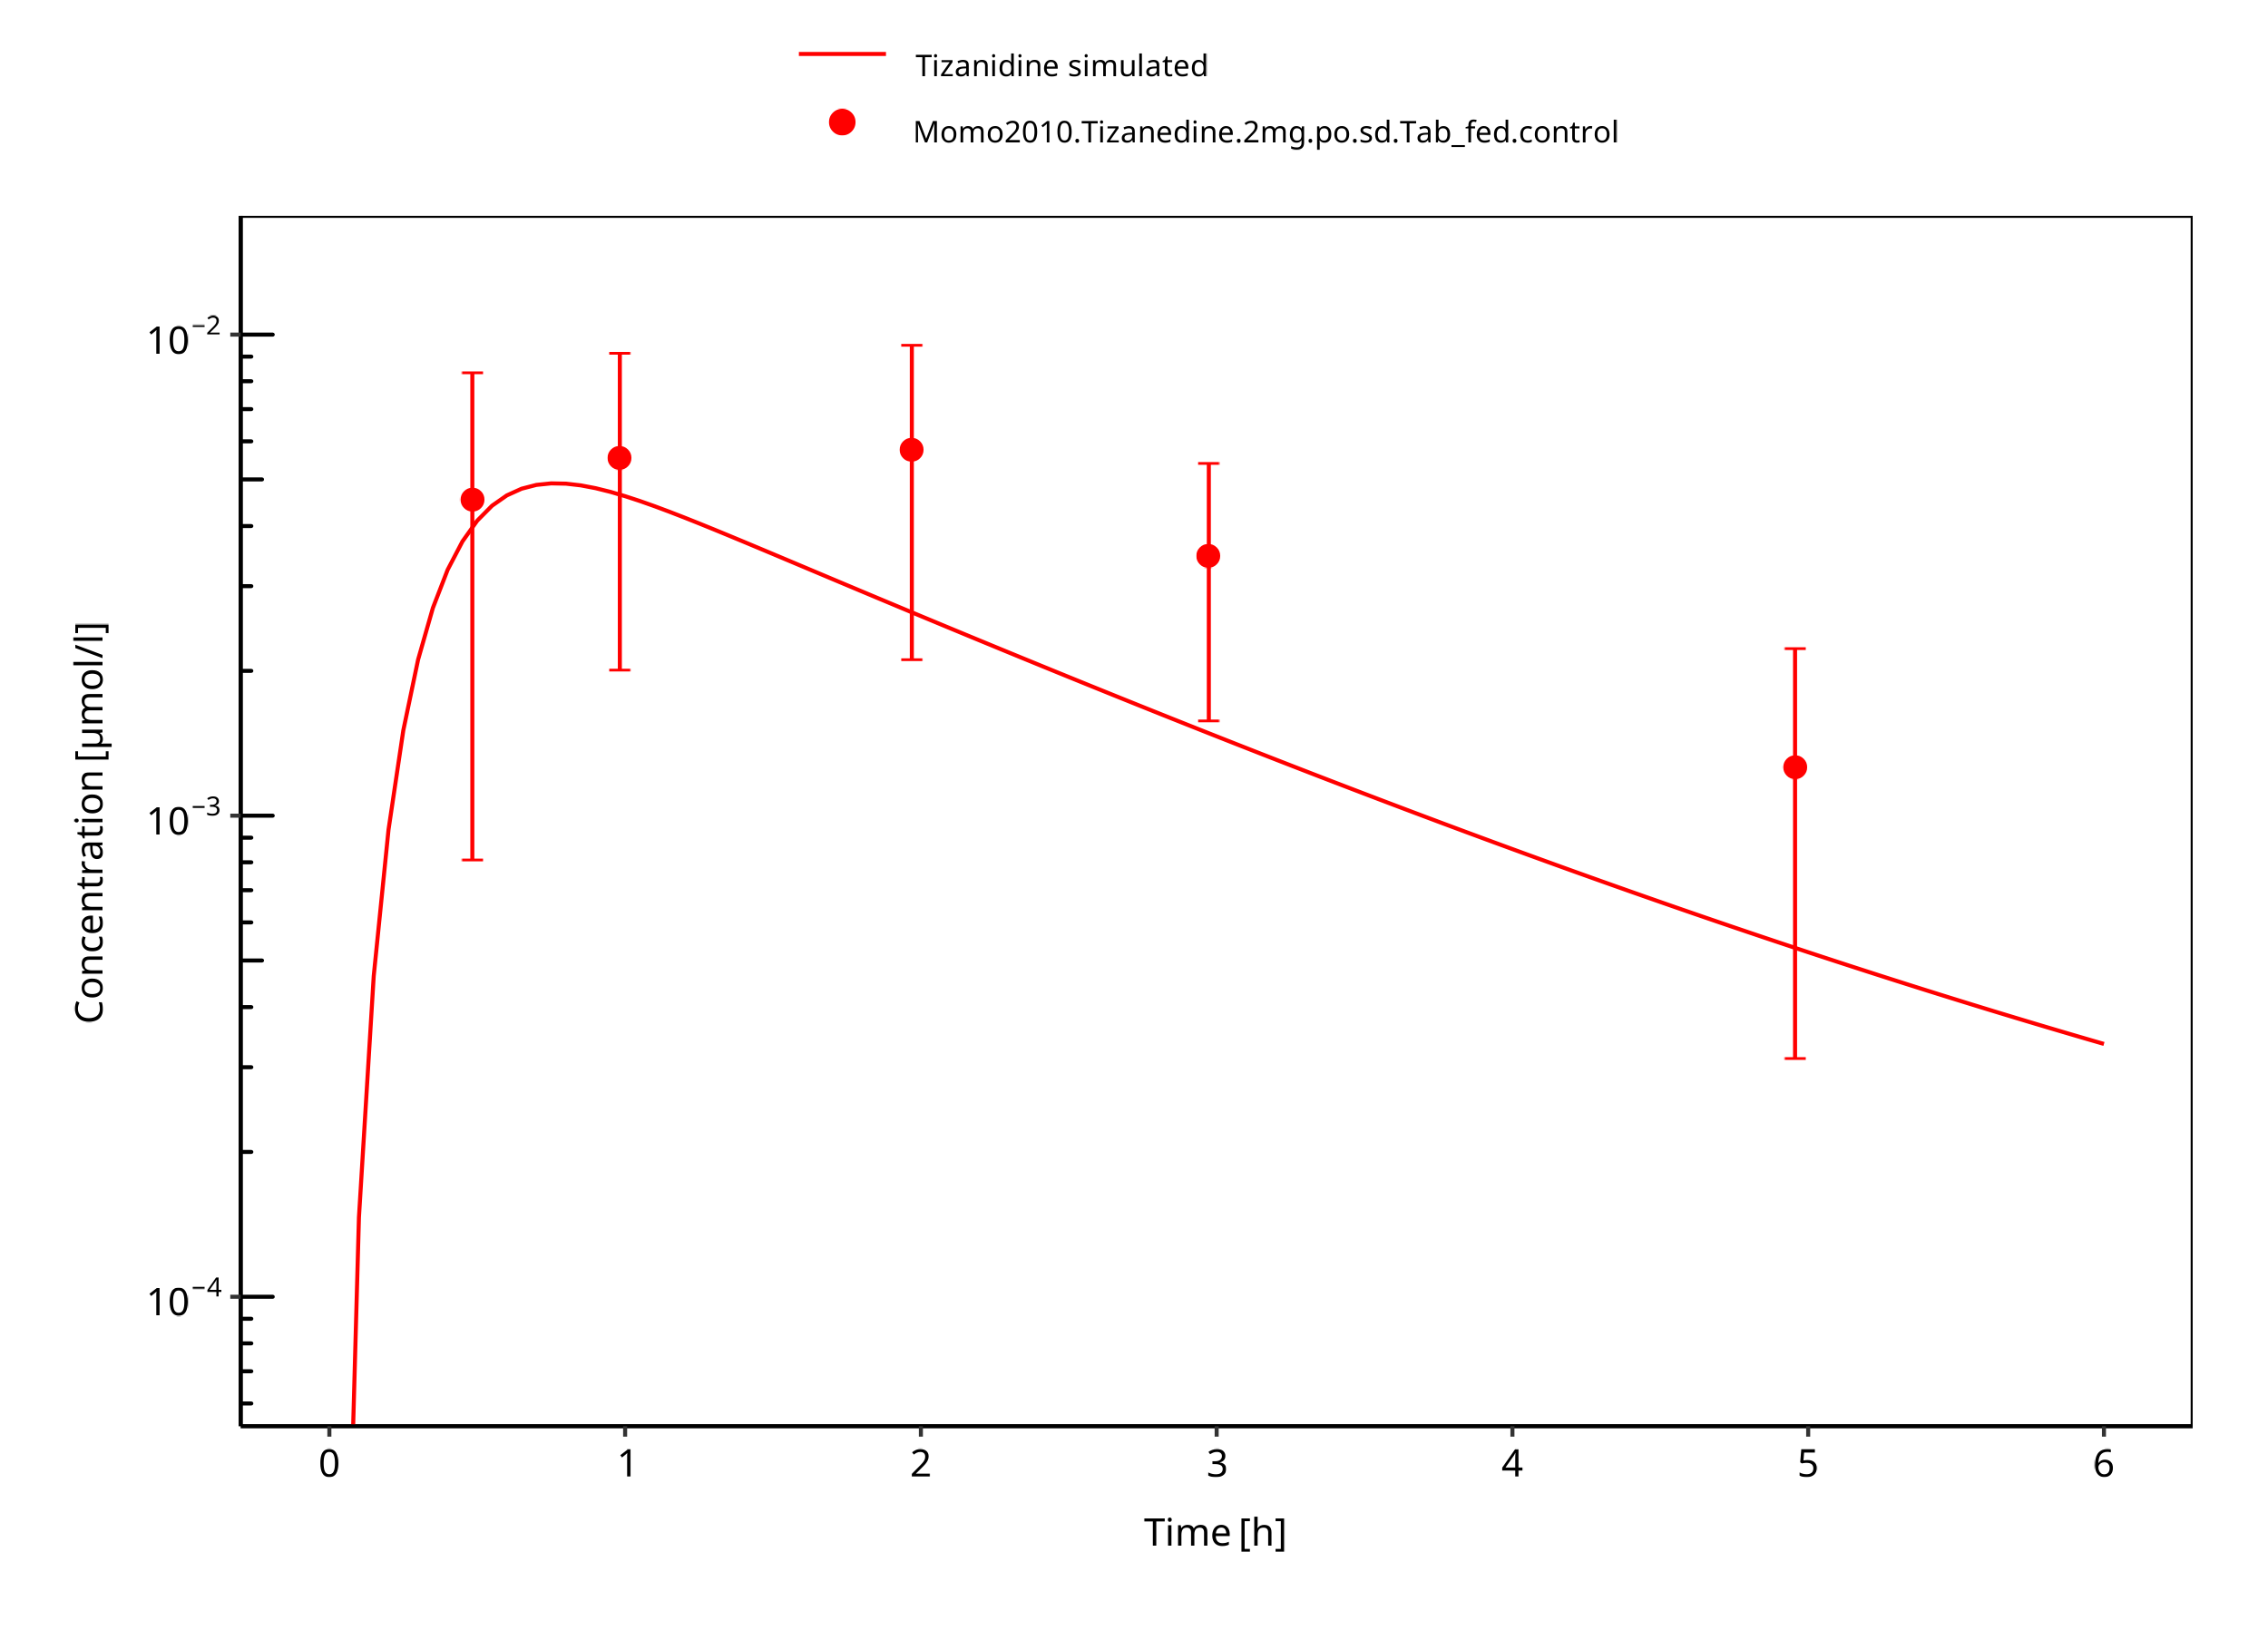 Tizanidine simulated
Momo2010.Tizanedine.2mg.po.sd.Tab_fed.control
10⁻²
10⁻³
10⁻⁴
Concentration [µmol/l]
0 1 2 3 4 5 6
Time [h]